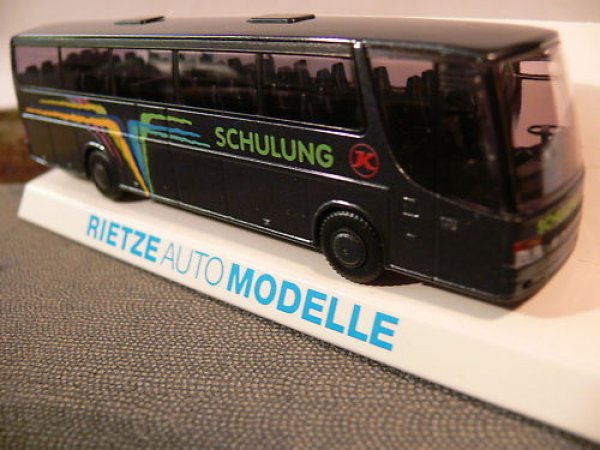 SCHULUNG
K
RIETZE AUTO MODELLE